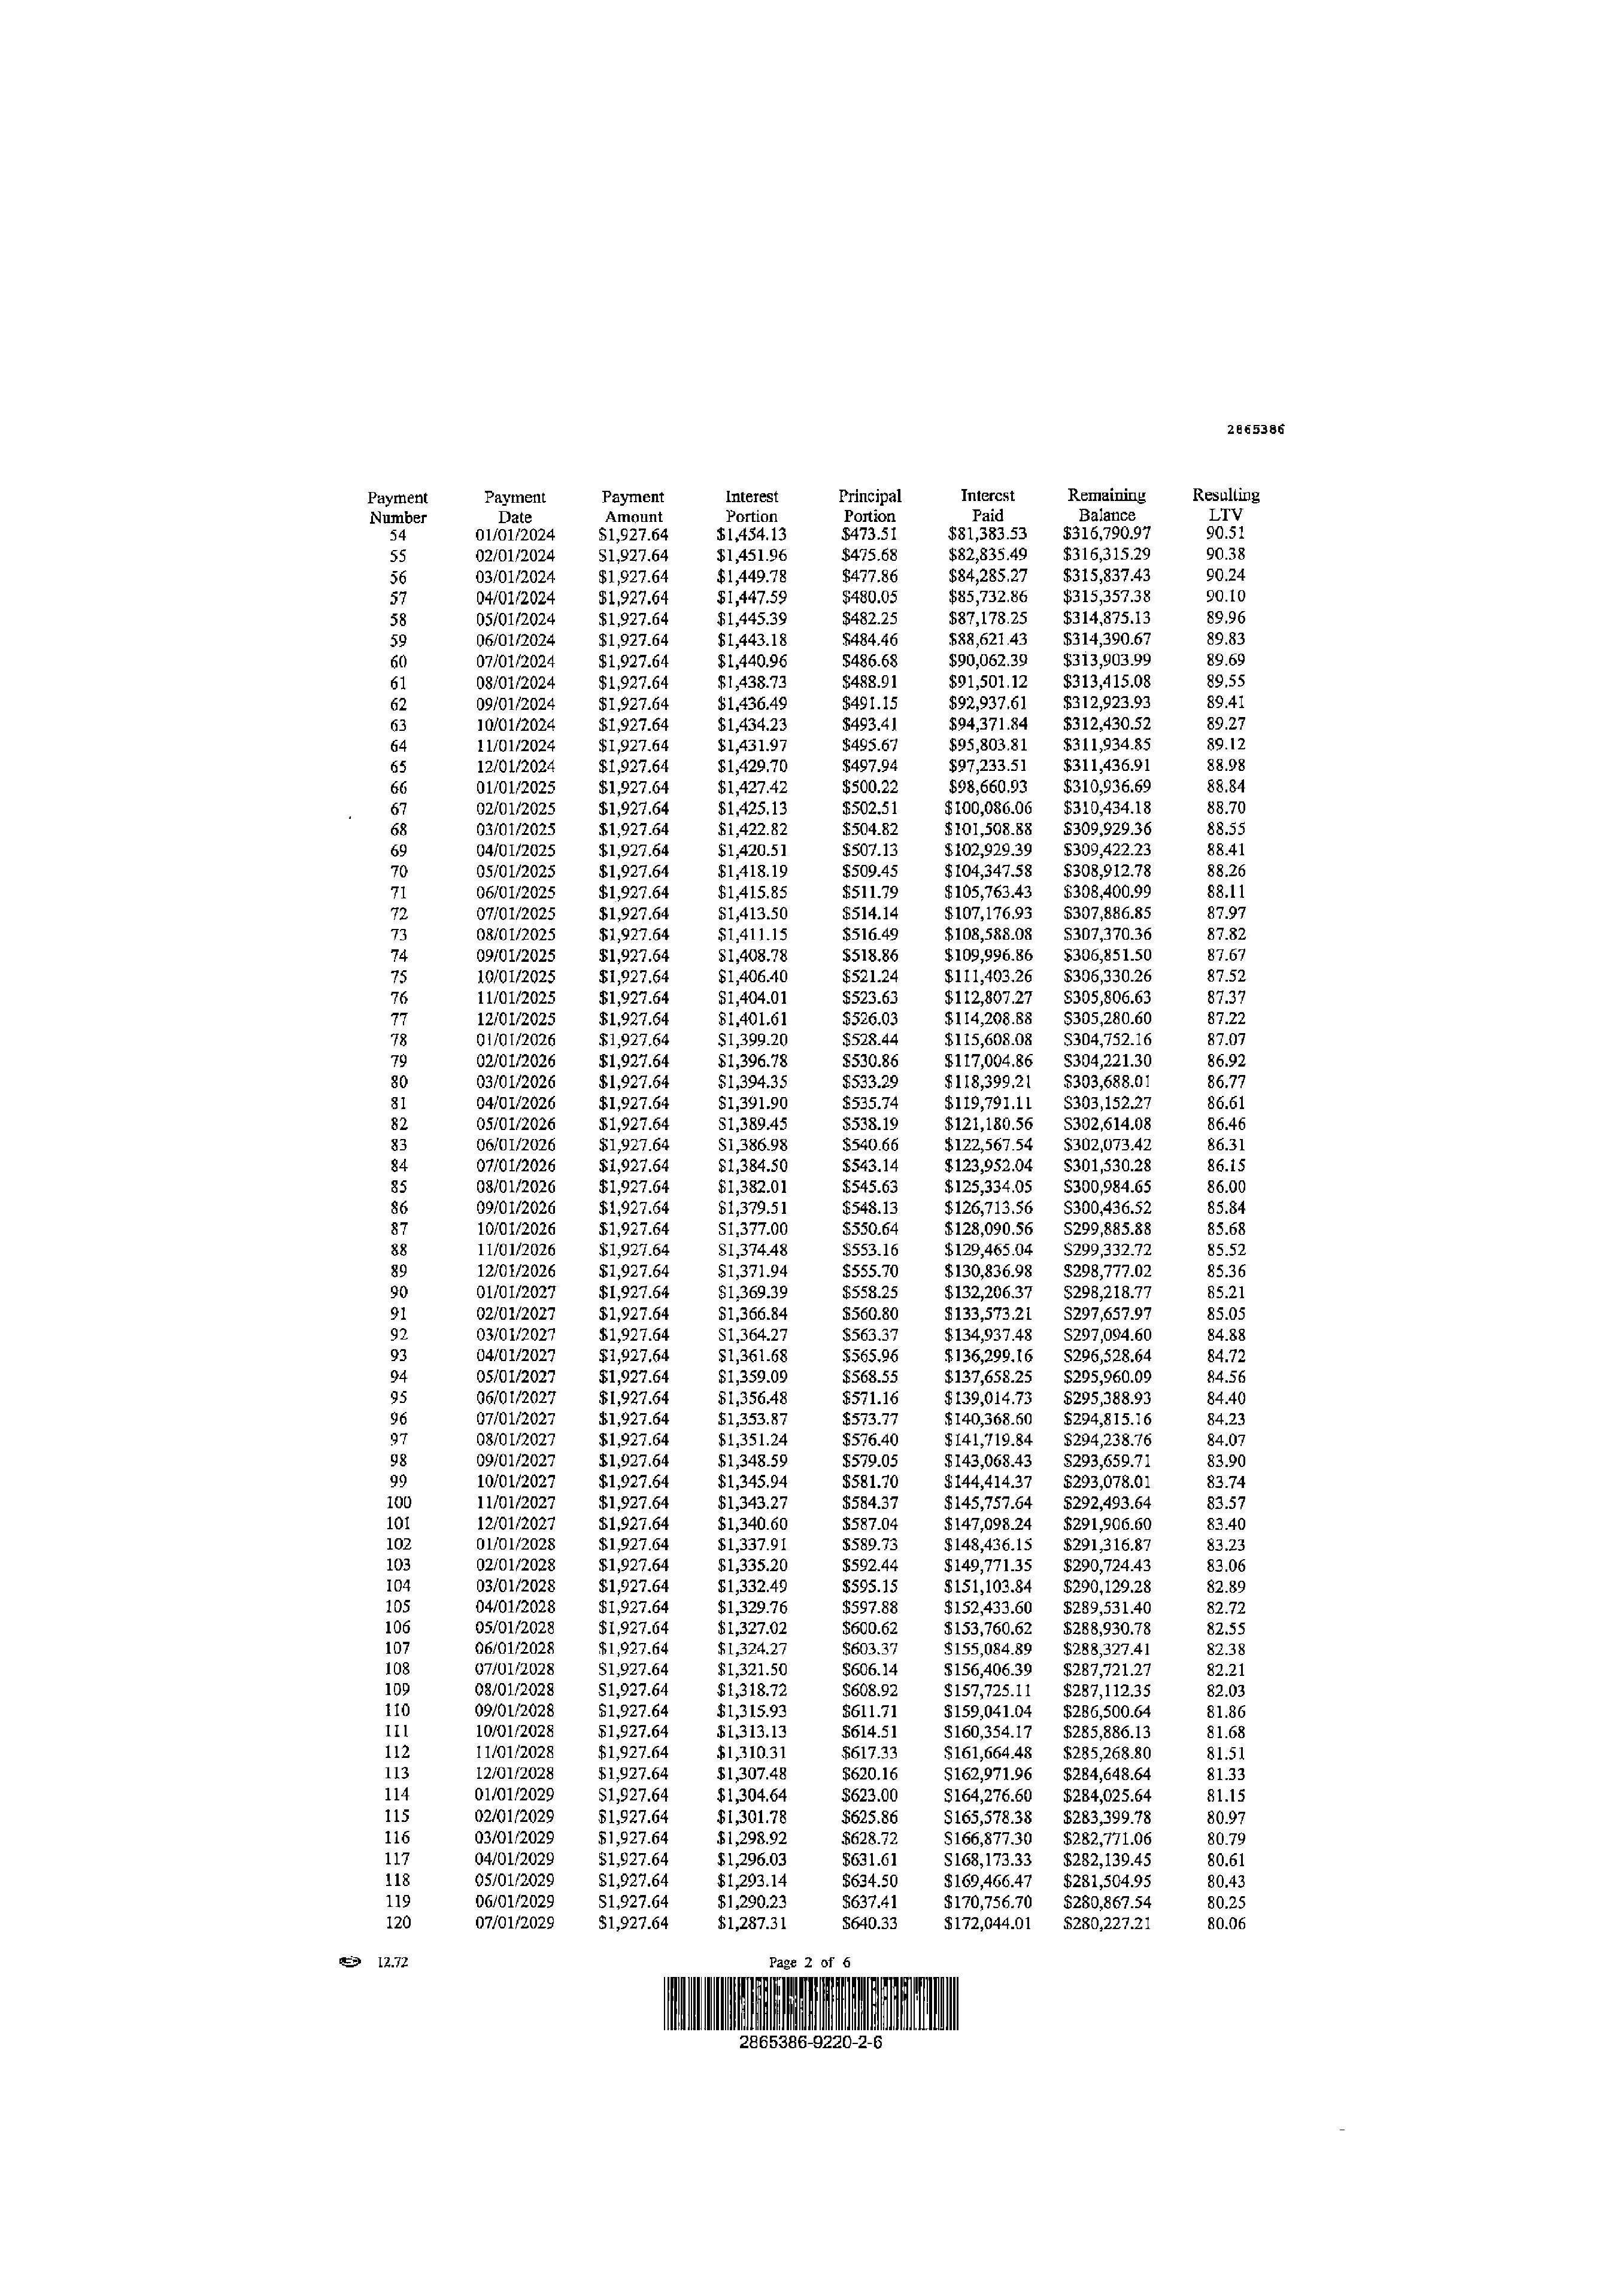 2865386
Payment Payment Payment Interest Principal Interest Remaining Resulting
Number Date Amount Portion Portion Paid Balance LTV
54 01/01/2024 $1,927.64 $1,454.13 $473.51 $81,383.53 $316,790.97 90.51
55 02/01/2024 $1,927.64 $1,451.96 $475.68 $82,835.49 $316,315.29 90.38
56 03/01/2024 $1,927.64 $1,449.78 $477.86 $84,285.27 $315,837.43 90.24
57 04/01/2024 $1,927.64 $1,447.59 $480.05 $85,732.86 $315,357.38 90.10
58 05/01/2024 $1,927.64 $1,445.39 $482.25 $87,178.25 $314,875.13 89.96
59 06/01/2024 $1,927.64 $1,443.18 $484.46 $88,621.43 $314,390.67 89.83
60 07/01/2024 $1,927.64 $1,440.96 $486.68 $90,062.39 $313,903.99 89.69
61 08/01/2024 $1,927.64 $1,438.73 $488.91 $91,501.12 $313,415.08 89.55
62 09/01/2024 $1,927.64 $1,436.49 $491.15 $92,937.61 $312,923.93 89.41
63 10/01/2024 $1,927.64 $1,434.23 $493.41 $94,371.84 $312,430.52 89.27
64 11/01/2024 $1,927.64 $1,431.97 $495.67 $95,803.81 $311,934.85 89.12
65 12/01/2024 $1,927.64 $1,429.70 $497.94 $97,233.51 $311,436.91 88.98
66 01/01/2025 $1,927.64 $1,427.42 $500.22 $98,660.93 $310,936.69 88.84
67 02/01/2025 $1,927.64 $1,425.13 $502.51 $100,086.06 $310,434.18 88.70
68 03/01/2025 $1,927.64 $1,422.82 $504.82 $101,508.88 $309,929.36 88.55
69 04/01/2025 $1,927.64 $1,420.51 $507.13 $102,929.39 $309,422.23 88.41
70 05/01/2025 $1,927.64 $1,418.19 $509.45 $104,347.58 $308,912.78 88.26
71 06/01/2025 $1,927.64 $1,415.85 $511.79 $105,763.43 $308,400.99 88.11
72 07/01/2025 $1,927.64 $1,413.50 $514.14 $107,176.93 $307,886.85 87.97
73 08/01/2025 $1,927.64 $1,411.15 $516.49 $108,588.08 $307,370.36 87.82
74 09/01/2025 $1,927.64 $1,408.78 $518.86 $109,996.86 $306,851.50 87.67
75 10/01/2025 $1,927.64 $1,406.40 $521.24 $111,403.26 $306,330.26 87.52
76 11/01/2025 $1,927.64 $1,404.01 $523.63 $112,807.27 $305,806.63 87.37
77 12/01/2025 $1,927.64 $1,401.61 $526.03 $114,208.88 $305,280.60 87.22
78 01/01/2026 $1,927.64 $1,399.20 $528.44 $115,608.08 $304,752.16 87.07
79 02/01/2026 $1,927.64 $1,396.78 $530.86 $117,004.86 $304,221.30 86.92
80 03/01/2026 $1,927.64 $1,394.35 $533.29 $118,399.21 $303,688.01 86.77
81 04/01/2026 $1,927.64 $1,391.90 $535.74 $119,791.11 $303,152.27 86.61
82 05/01/2026 $1,927.64 $1,389.45 $538.19 $121,180.56 $302,614.08 86.46
83 06/01/2026 $1,927.64 $1,386.98 $540.66 $122,567.54 $302,073.42 86.31
84 07/01/2026 $1,927.64 $1,384.50 $543.14 $123,952.04 $301,530.28 86.15
85 08/01/2026 $1,927.64 $1,382.01 $545.63 $125,334.05 $300,984.65 86.00
86 09/01/2026 $1,927.64 $1,379.51 $548.13 $126,713.56 $300,436.52 85.84
87 10/01/2026 $1,927.64 $1,377.00 $550.64 $128,090.56 $299,885.88 85.68
88 11/01/2026 $1,927.64 $1,374.48 $553.16 $129,465.04 $299,332.72 85.52
89 12/01/2026 $1,927.64 $1,371.94 $555.70 $130,836.98 $298,777.02 85.36
90 01/01/2027 $1,927.64 $1,369.39 $558.25 $132,206.37 $298,218.77 85.21
91 02/01/2027 $1,927.64 $1,366.84 $560.80 $133,573.21 $297,657.97 85.05
92 03/01/2027 $1,927.64 $1,364.27 $563.37 $134,937.48 $297,094.60 84.88
93 04/01/2027 $1,927.64 $1,361.68 $565.96 $136,299.16 $296,528.64 84.72
94 05/01/2027 $1,927.64 $1,359.09 $568.55 $137,658.25 $295,960.09 84.56
95 06/01/2027 $1,927.64 $1,356.48 $571.16 $139,014.73 $295,388.93 84.40
96 07/01/2027 $1,927.64 $1,353.87 $573.77 $140,368.60 $294,815.16 84.23
97 08/01/2027 $1,927.64 $1,351.24 $576.40 $141,719.84 $294,238.76 84.07
98 09/01/2027 $1,927.64 $1,348.59 $579.05 $143,068.43 $293,659.71 83.90
99 10/01/2027 $1,927.64 $1,345.94 $581.70 $144,414.37 $293,078.01 83.74
100 11/01/2027 $1,927.64 $1,343.27 $584.37 $145,757.64 $292,493.64 83.57
101 12/01/2027 $1,927.64 $1,340.60 $587.04 $147,098.24 $291,906.60 83.40
102 01/01/2028 $1,927.64 $1,337.91 $589.73 $148,436.15 $291,316.87 83.23
103 02/01/2028 $1,927.64 $1,335.20 $592.44 $149,771.35 $290,724.43 83.06
104 03/01/2028 $1,927.64 $1,332.49 $595.15 $151,103.84 $290,129.28 82.89
105 04/01/2028 $1,927.64 $1,329.76 $597.88 $152,433.60 $289,531.40 82.72
106 05/01/2028 $1,927.64 $1,327.02 $600.62 $153,760.62 $288,930.78 82.55
107 06/01/2028 $1,927.64 $1,324.27 $603.37 $155,084.89 $288,327.41 82.38
108 07/01/2028 $1,927.64 $1,321.50 $606.14 $156,406.39 $287,721.27 82.21
109 08/01/2028 $1,927.64 $1,318.72 $608.92 $157,725.11 $287,112.35 82.03
110 09/01/2028 $1,927.64 $1,315.93 $611.71 $159,041.04 $286,500.64 81.86
111 10/01/2028 $1,927.64 $1,313.13 $614.51 $160,354.17 $285,886.13 81.68
112 11/01/2028 $1,927.64 $1,310.31 $617.33 $161,664.48 $285,268.80 81.51
113 12/01/2028 $1,927.64 $1,307.48 $620.16 $162,971.96 $284,648.64 81.33
114 01/01/2029 $1,927.64 $1,304.64 $623.00 $164,276.60 $284,025.64 81.15
115 02/01/2029 $1,927.64 $1,301.78 $625.86 $165,578.38 $283,399.78 80.97
116 03/01/2029 $1,927.64 $1,298.92 $628.72 $166,877.30 $282,771.06 80.79
117 04/01/2029 $1,927.64 $1,296.03 $631.61 $168,173.33 $282,139.45 80.61
118 05/01/2029 $1,927.64 $1,293.14 $634.50 $169,466.47 $281,504.95 80.43
119 06/01/2029 $1,927.64 $1,290.23 $637.41 $170,756.70 $280,867.54 80.25
120 07/01/2029 $1,927.64 $1,287.31 $640.33 $172,044.01 $280,227.21 80.06
12.72 Page 2 of 6
2865386-9220-2-6